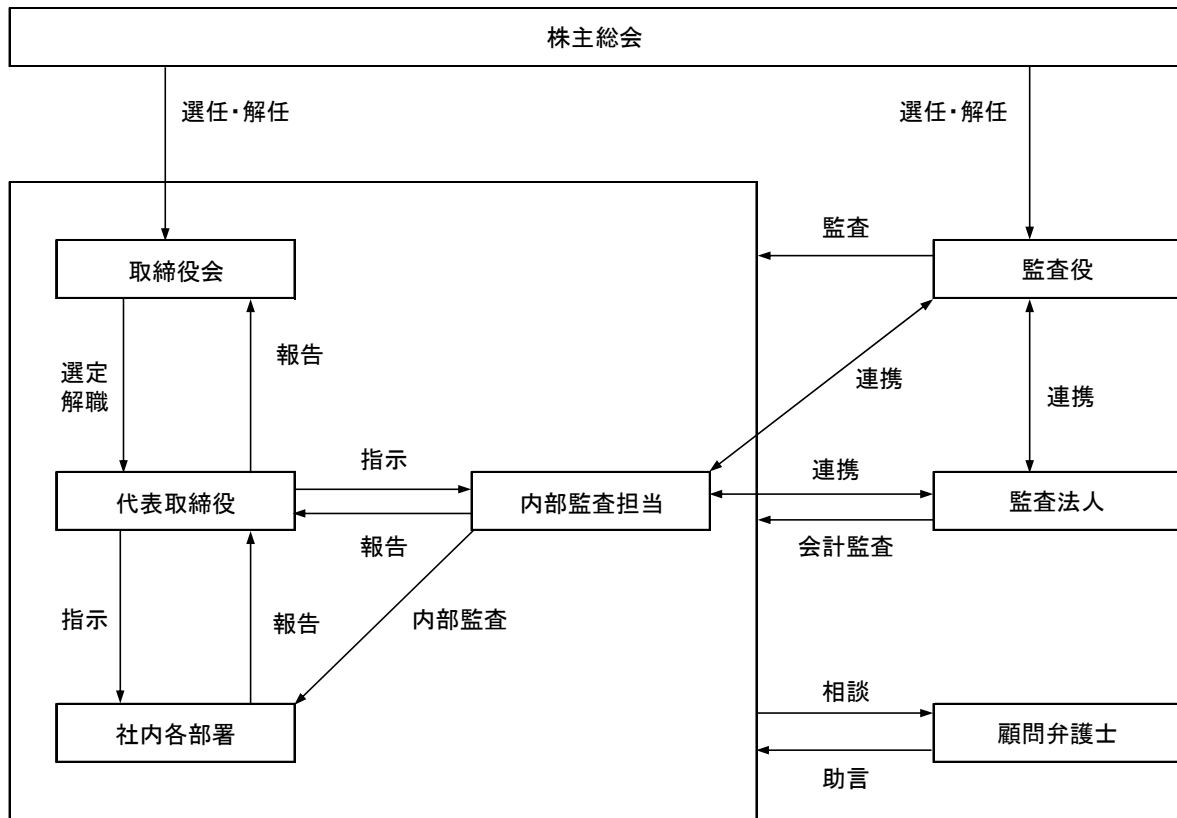 株主総会
選任・解任
選任・解任
監査
取締役会
監査役
報告
選定
解職
連携
連携
指示
連携
代表取締役
内部監査担当
監査法人
報告
会計監査
指示
報告
内部監査
相談
社内各部署
顧問弁護士
助言